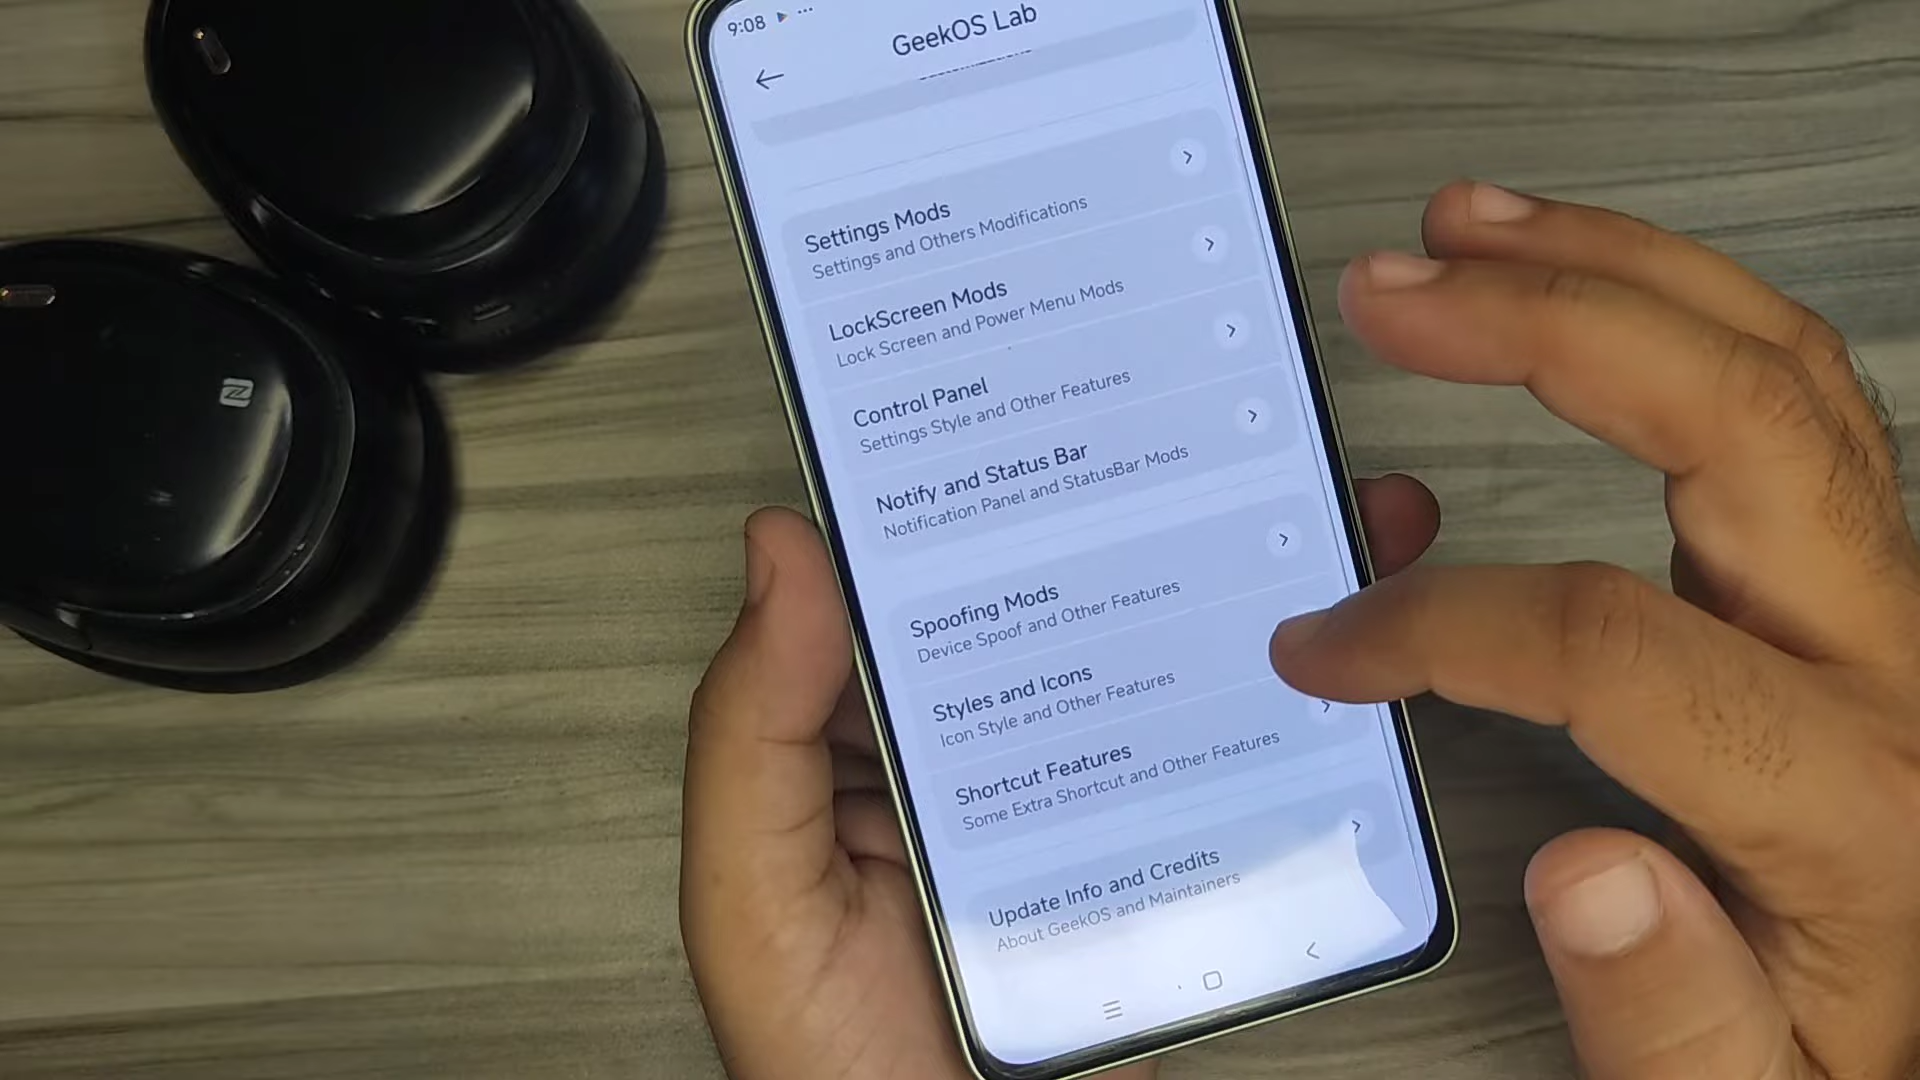 9:08
GeekOS Lab
Settings Mods
Settings and Others Modifications
LockScreen Mods
Lock Screen and Power Menu Mods
Control Panel
Settings Style and Other Features
Notify and Status Bar
Notification Panel and StatusBar Mods
Spoofing Mods
Device Spoof and Other Features
Styles and Icons
Icon Style and Other Features
Shortcut Features
Some Extra Shortcut and Other Features
Update Info and Credits
About GeekOS and Maintainers